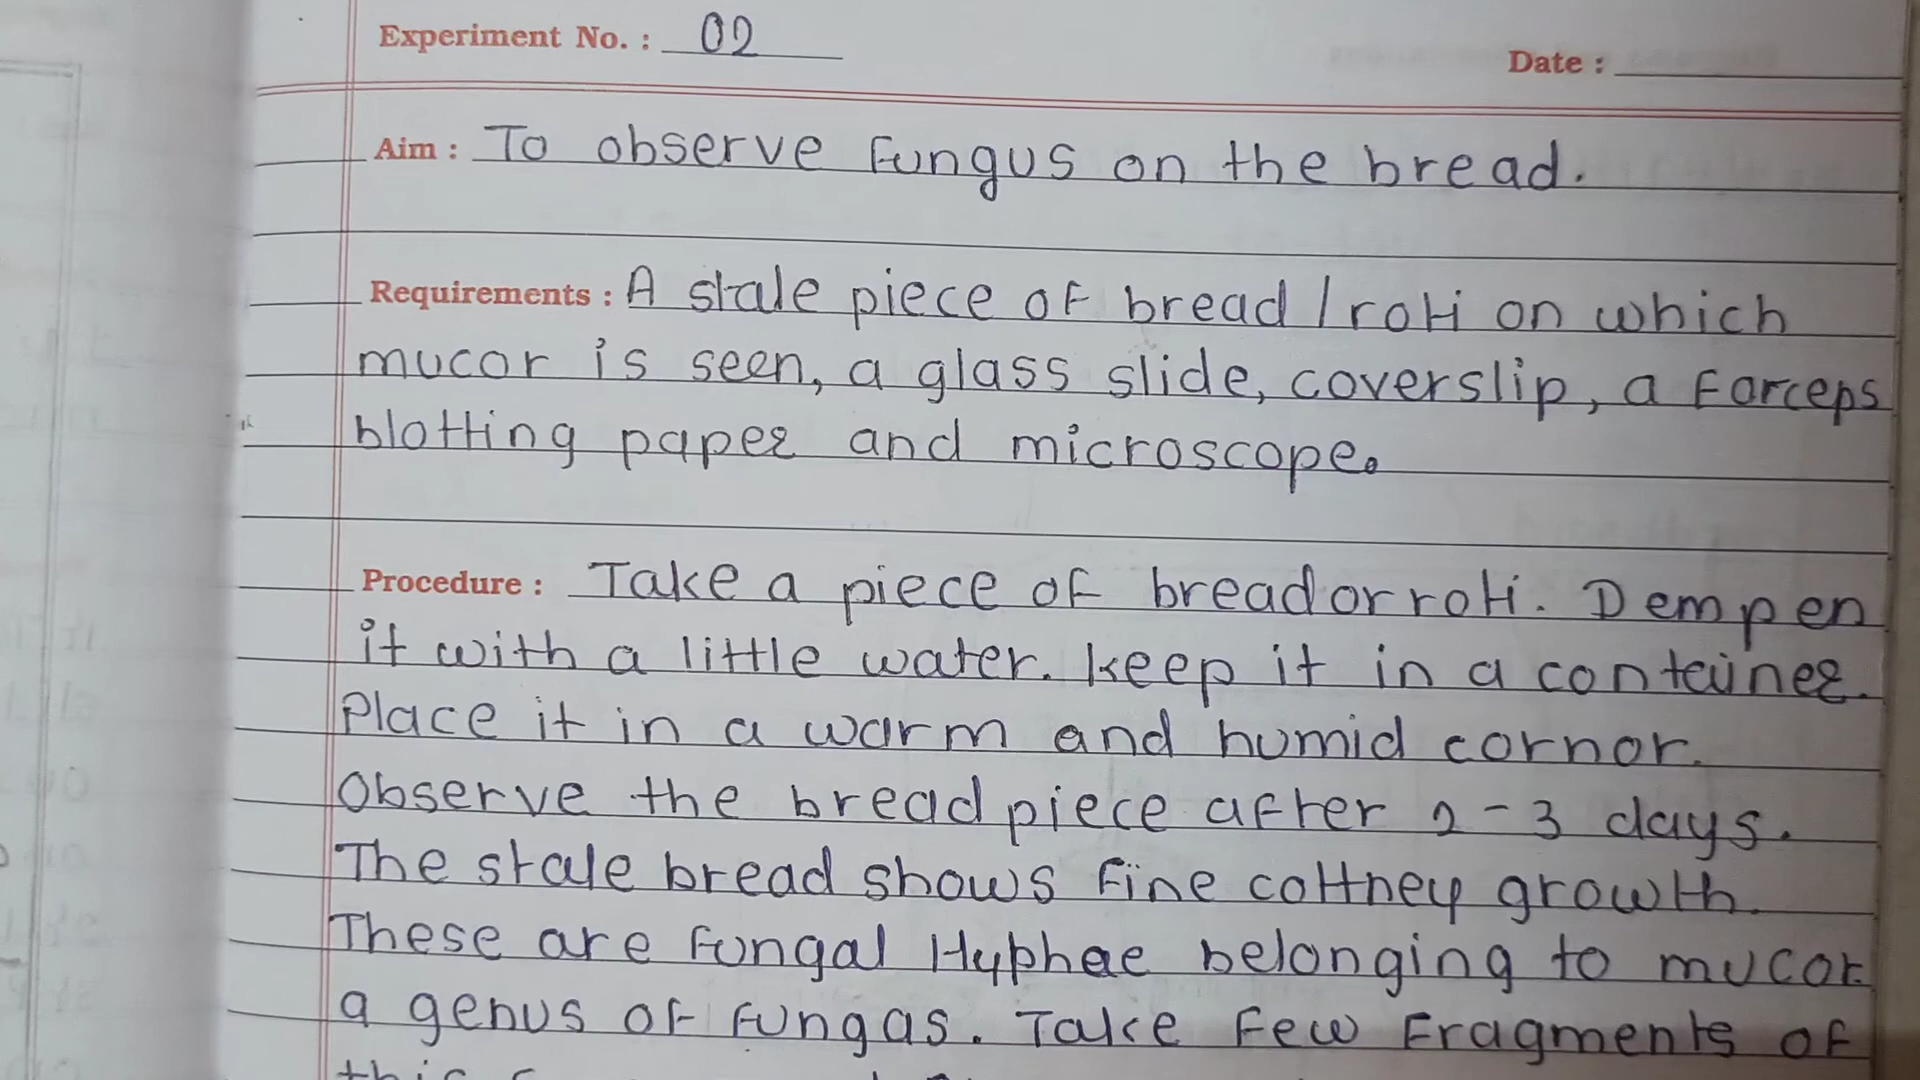 Experiment No. : 02
Date :
Aim : To observe fungus on the bread.
Requirements : A stale piece of bread / roti on which
mucor is seen, a glass slide, coverslip, a forceps
blotting paper and microscope.
Procedure : Take a piece of bread or roti. Dempen
it with a little water. keep it in a container.
Place it in a warm and humid cornor.
Observe the bread piece after 2-3 days.
The stale bread shows fine cottney growth.
These are fungal Hyphae belonging to mucor
a genus of fungas. Take few fragments of